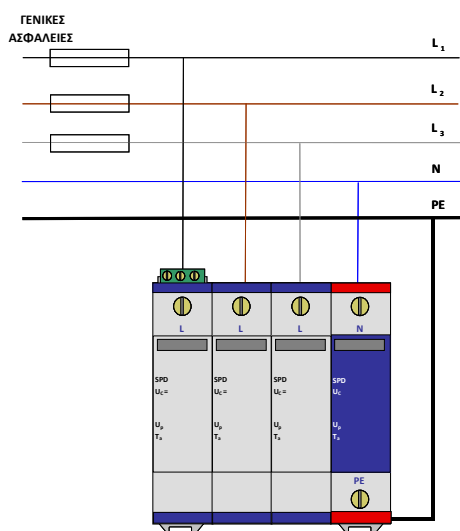 ΓΕΝΙΚΕΣ
ΑΣΦΑΛΕΙΕΣ
L1
L2
L3
N
PE
L L L N
SPD SPD SPD SPD
UC= UC= UC= UC
Up Up Up Up
Ta Ta Ta Ta
PE